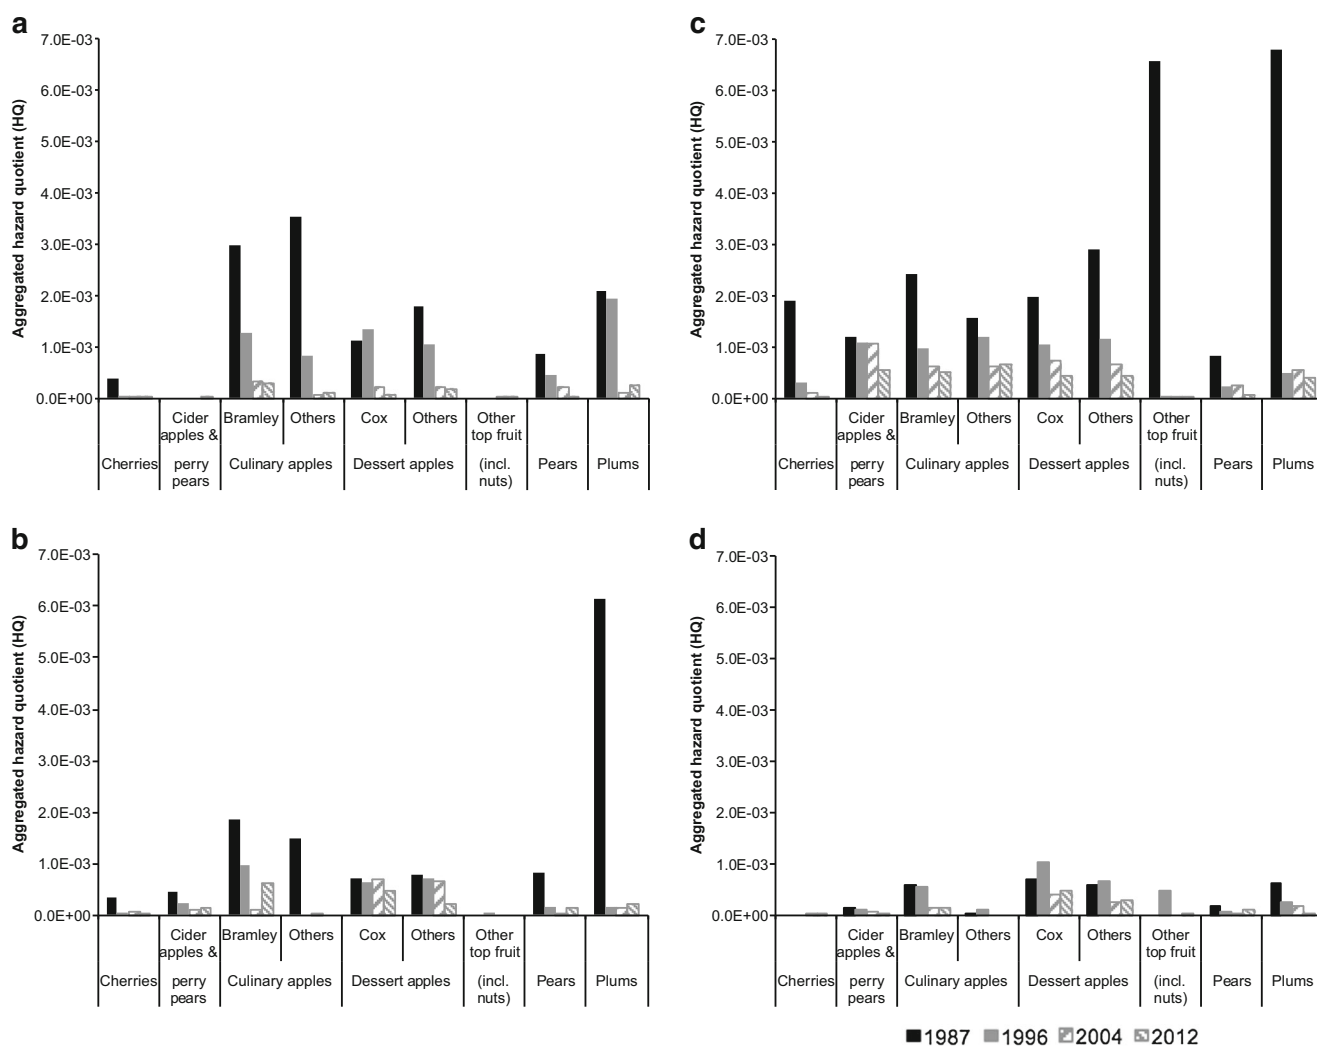 a
Aggregated hazard quotient (HQ)
7.0E-03
6.0E-03
5.0E-03
4.0E-03
3.0E-03
2.0E-03
1.0E-03
0.0E+00
Cider Bramley Others Cox Others Other
apples & top fruit
Cherries perry Culinary apples Dessert apples (incl. Pears Plums
pears nuts)
c
Aggregated hazard quotient (HQ)
7.0E-03
6.0E-03
5.0E-03
4.0E-03
3.0E-03
2.0E-03
1.0E-03
0.0E+00
Cider Bramley Others Cox Others Other
apples & top fruit
Cherries perry Culinary apples Dessert apples (incl. Pears Plums
pears nuts)
b
Aggregated hazard quotient (HQ)
7.0E-03
6.0E-03
5.0E-03
4.0E-03
3.0E-03
2.0E-03
1.0E-03
0.0E+00
Cider Bramley Others Cox Others Other
apples & top fruit
Cherries perry Culinary apples Dessert apples (incl. Pears Plums
pears nuts)
d
Aggregated hazard quotient (HQ)
7.0E-03
6.0E-03
5.0E-03
4.0E-03
3.0E-03
2.0E-03
1.0E-03
0.0E+00
Cider Bramley Others Cox Others Other
apples & top fruit
Cherries perry Culinary apples Dessert apples (incl. Pears Plums
pears nuts)
1987 1996 2004 2012